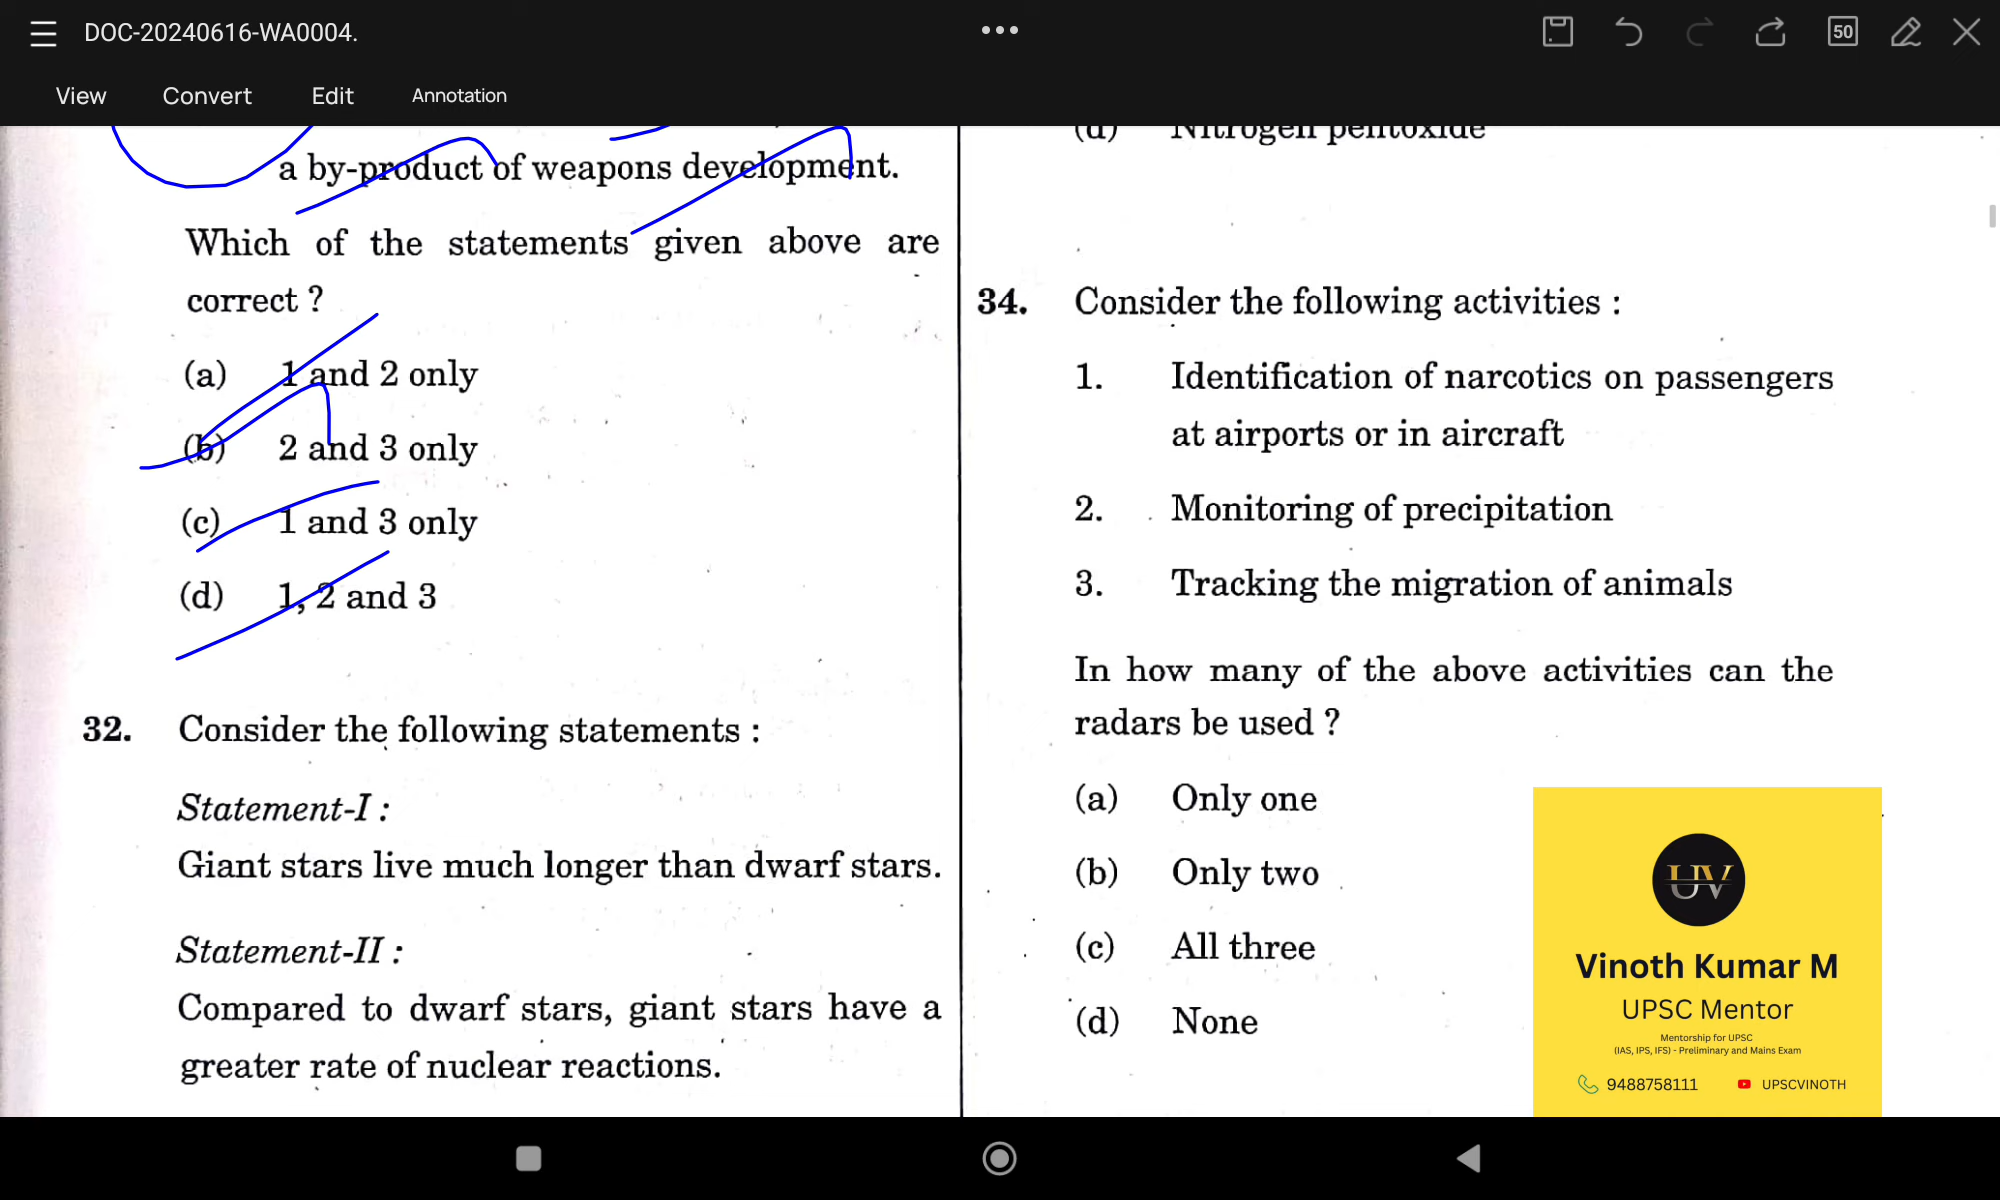 DOC-20240616-WA0004.
50
View Convert Edit Annotation
a by-product of weapons development.
Which of the statements given above are
correct ?
(a) 1 and 2 only
(b) 2 and 3 only
(c) 1 and 3 only
(d) 1, 2 and 3
32. Consider the following statements :
Statement-I :
Giant stars live much longer than dwarf stars.
Statement-II :
Compared to dwarf stars, giant stars have a
greater rate of nuclear reactions.
(d) Nitrogen pentoxide
34. Consider the following activities :
1. Identification of narcotics on passengers
at airports or in aircraft
2. Monitoring of precipitation
3. Tracking the migration of animals
In how many of the above activities can the
radars be used ?
(a) Only one
(b) Only two
(c) All three
(d) None
UV
Vinoth Kumar M
UPSC Mentor
Mentorship for UPSC
(IAS, IPS, IFS) - Preliminary and Mains Exam
9488758111 UPSCVINOTH